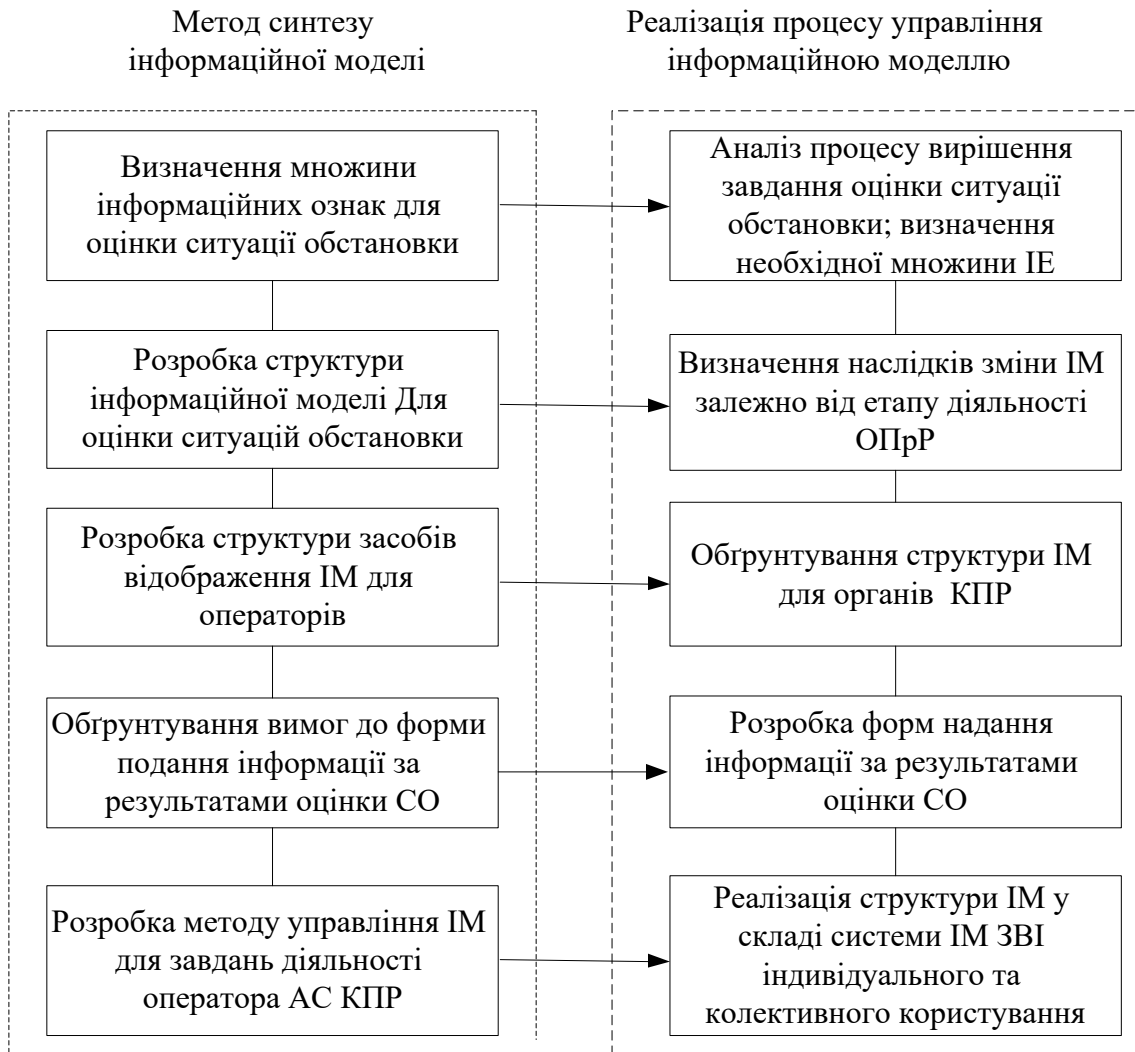 Метод синтезу
інформаційної моделі
Реалізація процесу управління
інформаційною моделлю
Визначення множини
інформаційних ознак для
оцінки ситуації обстановки
Аналіз процесу вирішення
завдання оцінки ситуації
обстановки; визначення
необхідної множини ІЕ
Розробка структури
інформаційної моделі Для
оцінки ситуацій обстановки
Визначення наслідків зміни ІМ
залежно від етапу діяльності
ОПрР
Розробка структури засобів
відображення ІМ для
операторів
Обґрунтування структури ІМ
для органів КПР
Обґрунтування вимог до форми
подання інформації за
результатами оцінки СО
Розробка форм надання
інформації за результатами
оцінки СО
Розробка методу управління ІМ
для завдань діяльності
оператора АС КПР
Реалізація структури ІМ у
складі системи ІМ ЗВІ
індивідуального та
колективного користування